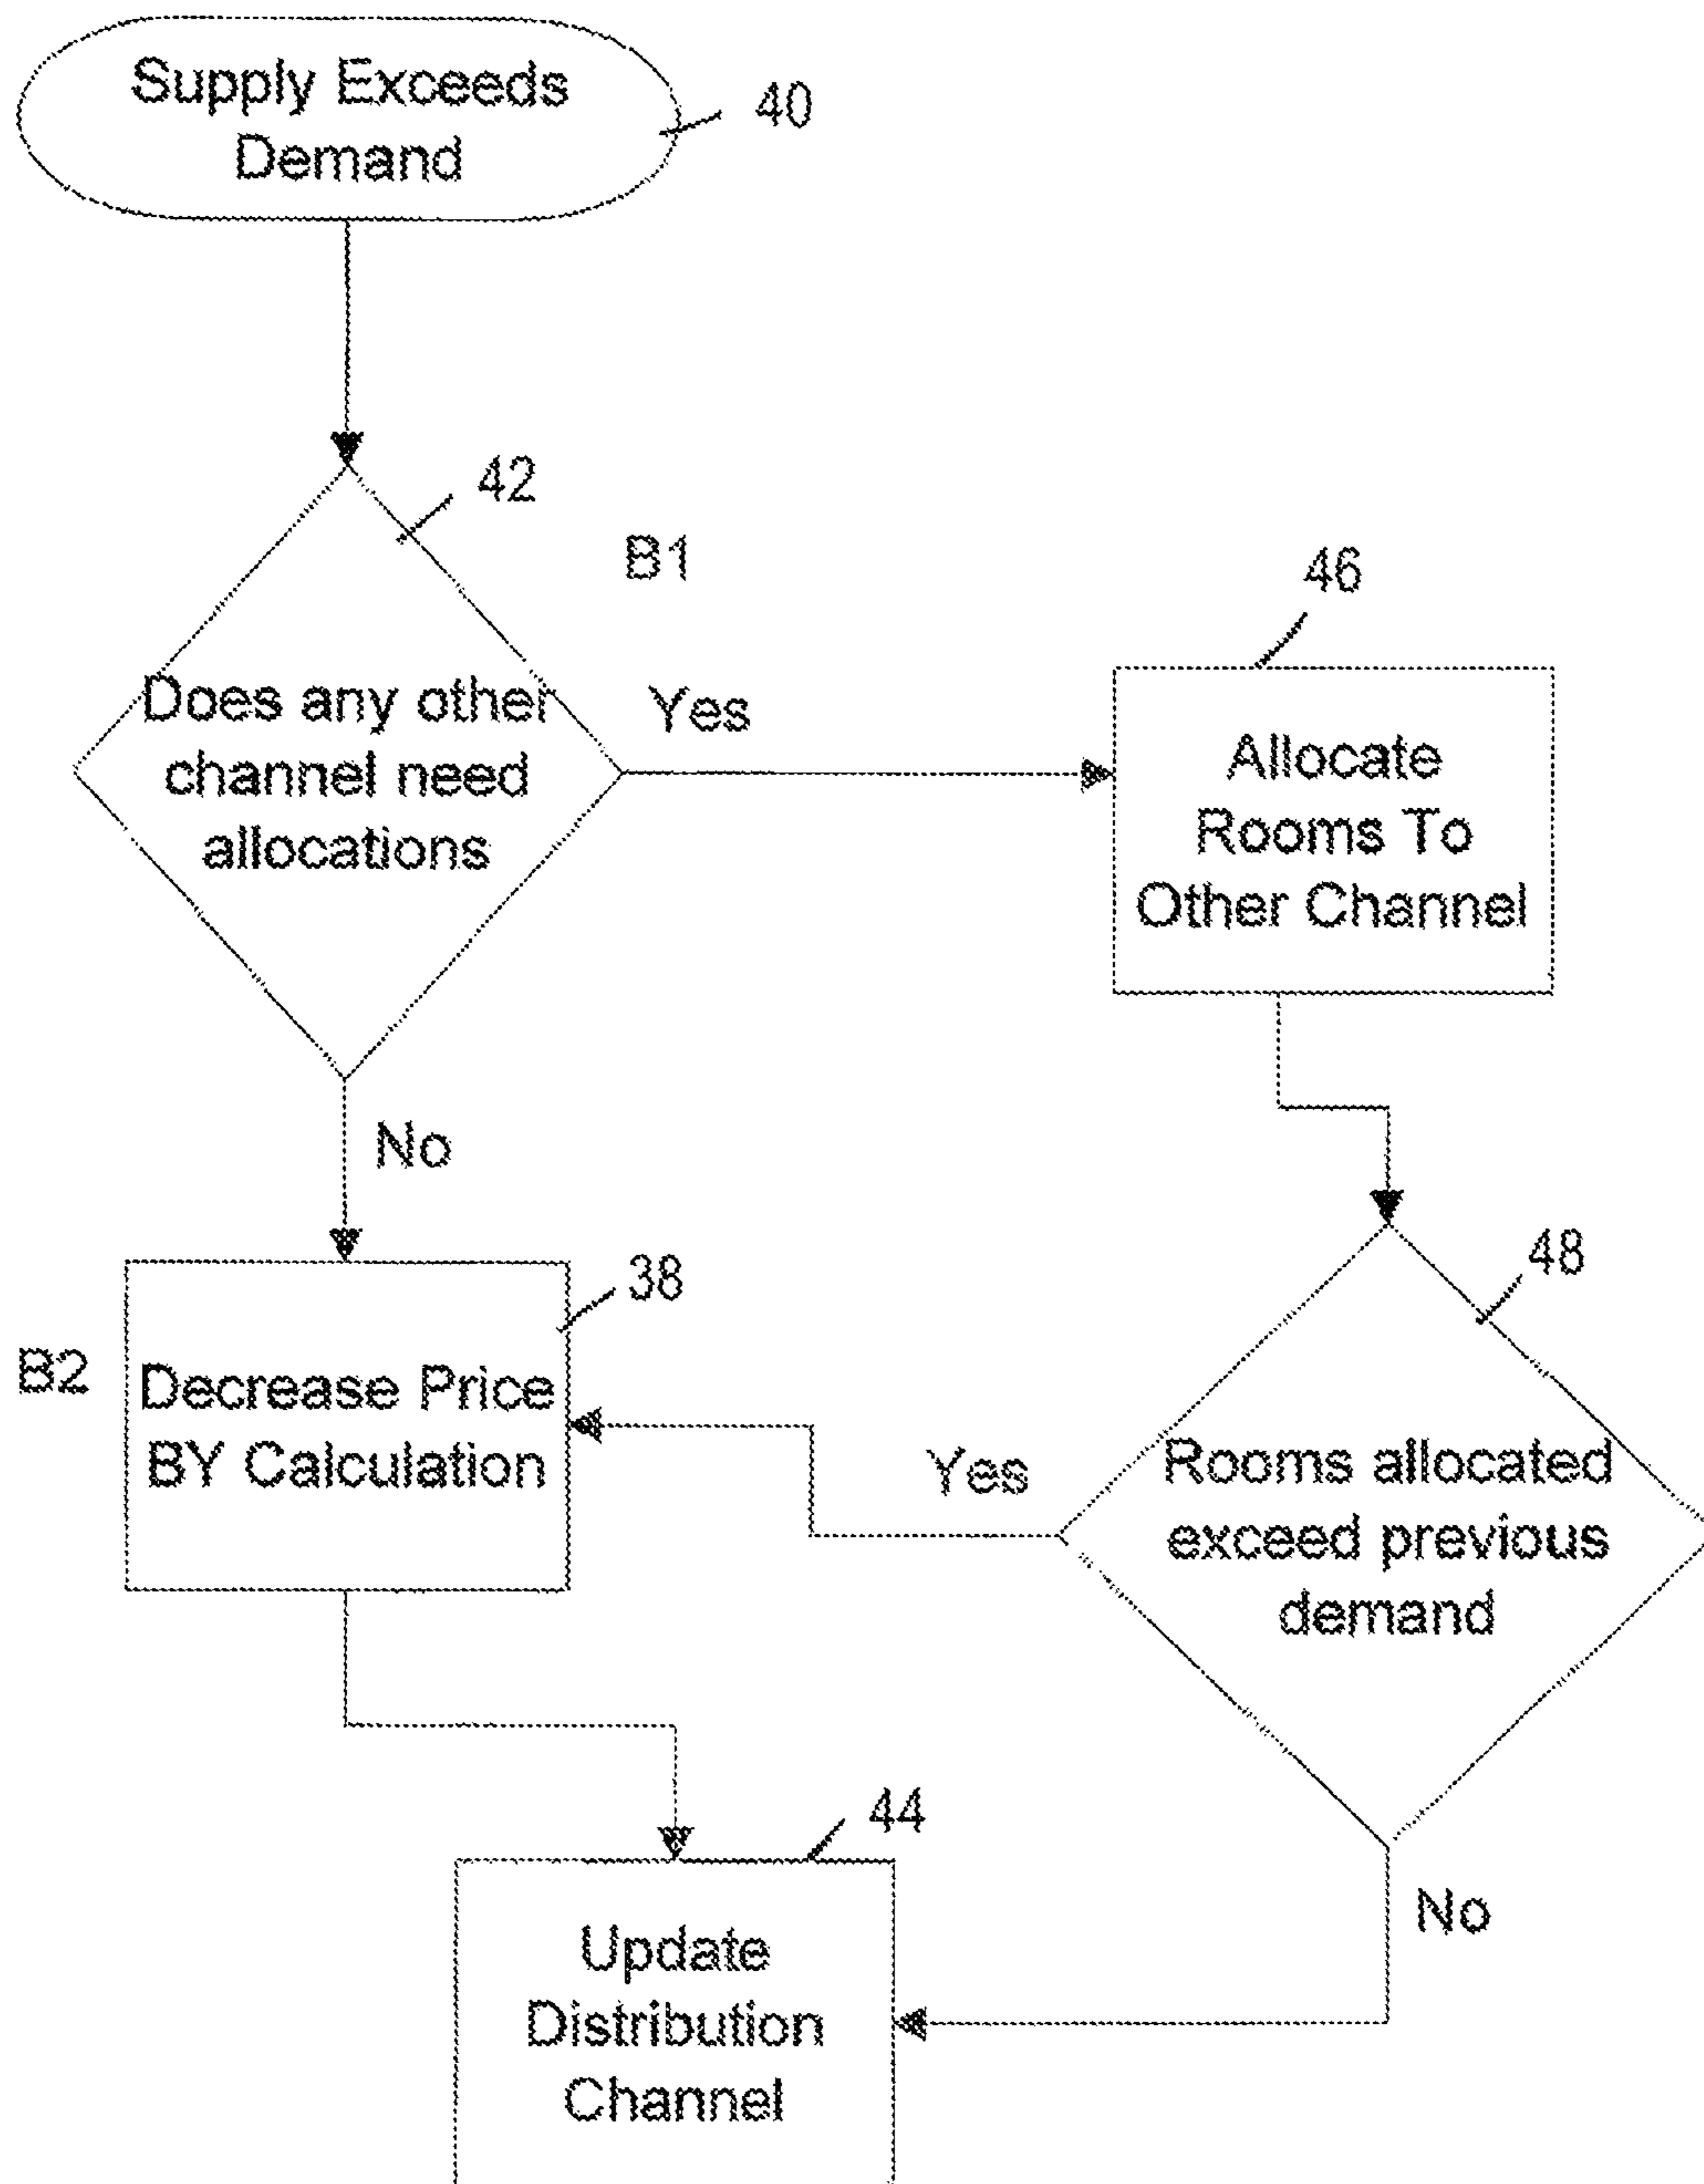 Supply Exceeds
Demand
40
42
B1
46
Does any other
channel need
allocations
Yes
Allocate
Rooms To
Other Channel
No
38
48
B2
Decrease Price
BY Calculation
Yes
Rooms allocated
exceed previous
demand
44
No
Update
Distribution
Channel